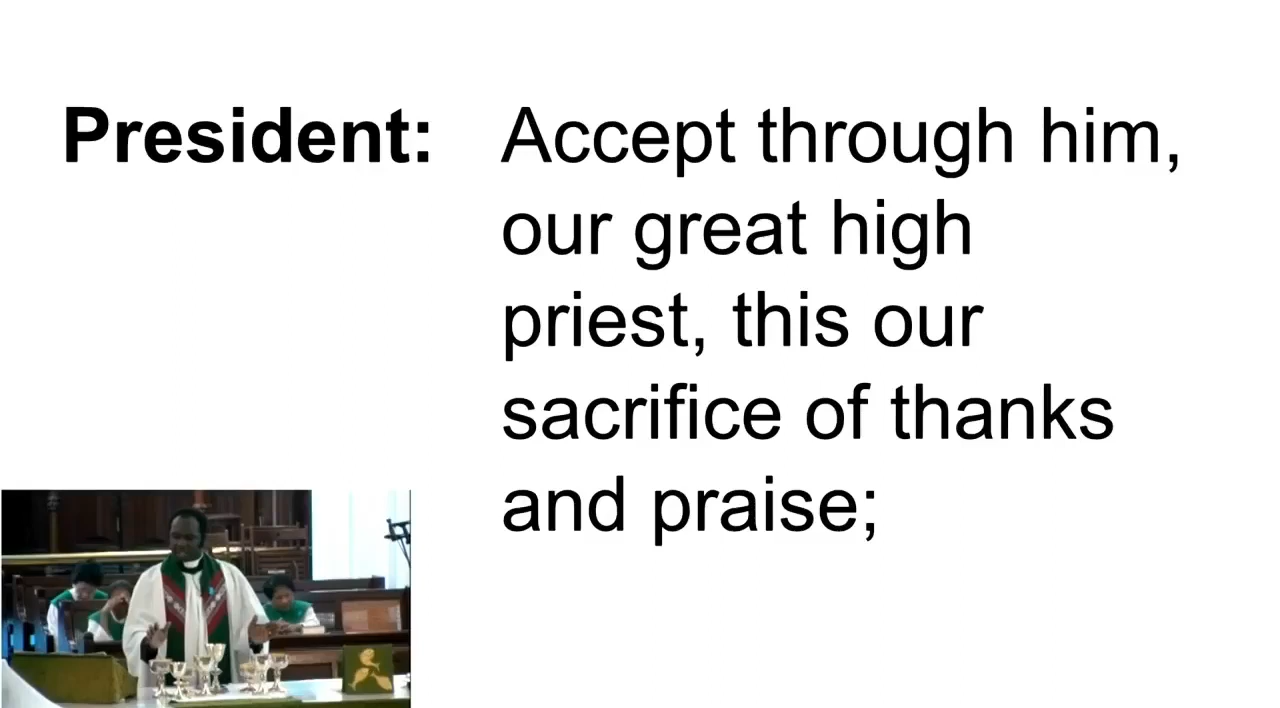 President: Accept through him,
our great high
priest, this our
sacrifice of thanks
and praise;